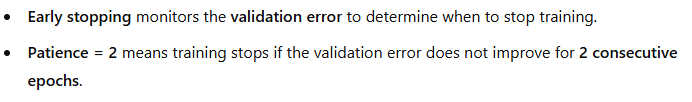 • Early stopping monitors the validation error to determine when to stop training.
• Patience = 2 means training stops if the validation error does not improve for 2 consecutive
epochs.